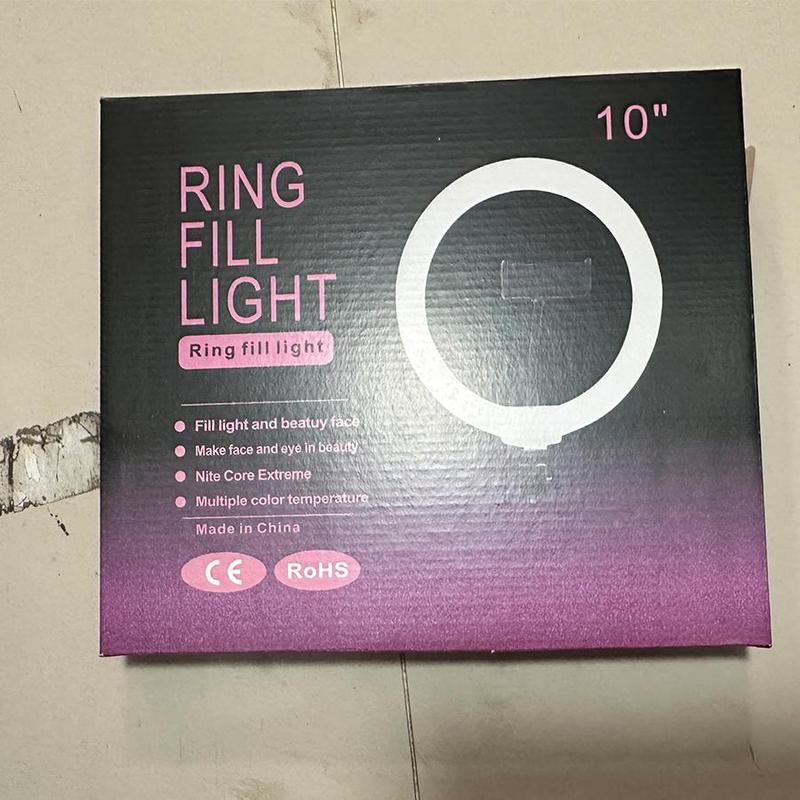 10"
RING
FILL
LIGHT
Ring fill light
Fill light and beatuy face
Make face and eye in beauty
Nite Core Extreme
Multiple color temperature
Made in China
CE RoHS